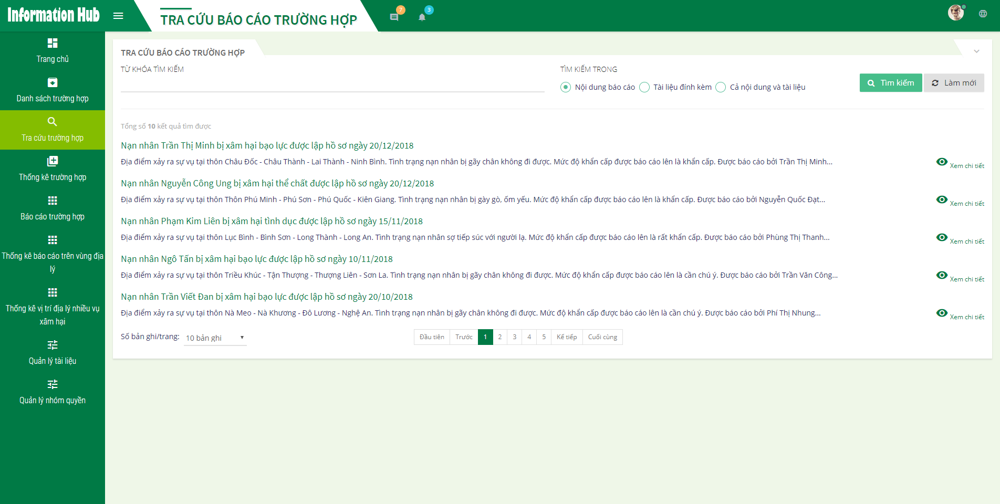 Information Hub
TRA CỨU BÁO CÁO TRƯỜNG HỢP
7
3
Trang chủ
Danh sách trường hợp
Tra cứu trường hợp
Thống kê trường hợp
Báo cáo trường hợp
Thống kê báo cáo trên vùng địa
lý
Thống kê vị trí địa lý nhiều vụ
xâm hại
Quản lý tài liệu
Quản lý nhóm quyền
TRA CỨU BÁO CÁO TRƯỜNG HỢP
TỪ KHÓA TÌM KIẾM
TÌM KIẾM TRONG
Nội dung báo cáo Tài liệu đính kèm Cả nội dung và tài liệu
Tìm kiếm Làm mới
Tổng số 10 kết quả tìm được
Nạn nhân Trần Thị Minh bị xâm hại bạo lực được lập hồ sơ ngày 20/12/2018
Địa điểm xảy ra sự vụ tại thôn Châu Đốc - Châu Thành - Lai Thành - Ninh Bình. Tình trạng nạn nhân bị gãy chân không đi được. Mức độ khẩn cấp được báo cáo lên là khẩn cấp. Được báo cáo bởi Trần Thị Minh...
Xem chi tiết
Nạn nhân Nguyễn Công Ung bị xâm hại thể chất được lập hồ sơ ngày 20/12/2018
Địa điểm xảy ra sự vụ tại thôn Thôn Phú Minh - Phú Sơn - Phú Quốc - Kiên Giang. Tình trạng nạn nhân bị gày gò, ốm yếu. Mức độ khẩn cấp được báo cáo lên là khẩn cấp. Được báo cáo bởi Nguyễn Quốc Đạt...
Xem chi tiết
Nạn nhân Phạm Kim Liên bị xâm hại tình dục được lập hồ sơ ngày 15/11/2018
Địa điểm xảy ra sự vụ tại thôn Lục Bình - Bình Sơn - Long Thành - Long An. Tình trạng nạn nhân sợ tiếp súc với người lạ. Mức độ khẩn cấp được báo cáo lên là rất khẩn cấp. Được báo cáo bởi Phùng Thị Thanh...
Xem chi tiết
Nạn nhân Ngô Tấn bị xâm hại bạo lực được lập hồ sơ ngày 10/11/2018
Địa điểm xảy ra sự vụ tại thôn Triều Khúc - Tận Thượng - Thượng Liên - Sơn La. Tình trạng nạn nhân bị gãy chân không đi được. Mức độ khẩn cấp được báo cáo lên là cần chú ý. Được báo cáo bởi Trần Văn Công...
Xem chi tiết
Nạn nhân Trần Viết Đan bị xâm hại bạo lực được lập hồ sơ ngày 20/10/2018
Địa điểm xảy ra sự vụ tại thôn Nà Meo - Nà Khương - Đô Lương - Nghệ An. Tình trạng nạn nhân bị gãy chân không đi được. Mức độ khẩn cấp được báo cáo lên là cần chú ý. Được báo cáo bởi Phí Thị Nhung...
Xem chi tiết
Số bản ghi/trang: 10 bản ghi
Đầu tiên Trước 1 2 3 4 5 Kế tiếp Cuối cùng